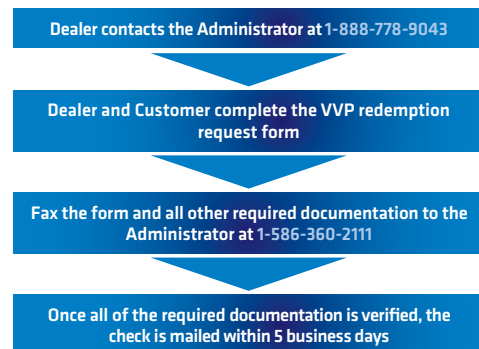 Dealer contacts the Administrator at 1-888-778-9043
Dealer and Customer complete the VVP redemption
request form
Fax the form and all other required documentation to the
Administrator at 1-586-360-2111
Once all of the required documentation is verified, the
check is mailed within 5 business days